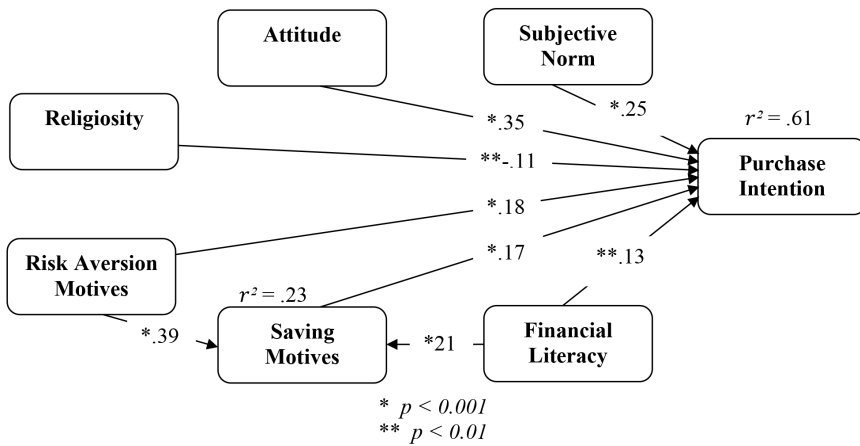 Attitude
Subjective
Norm
Religiosity
*.35
*.25
r² = .61
**-.11
Purchase
Intention
*.18
Risk Aversion
Motives
*.17
**.13
r² = .23
*.39
Saving
Motives
*21
Financial
Literacy
* p < 0.001
** p < 0.01